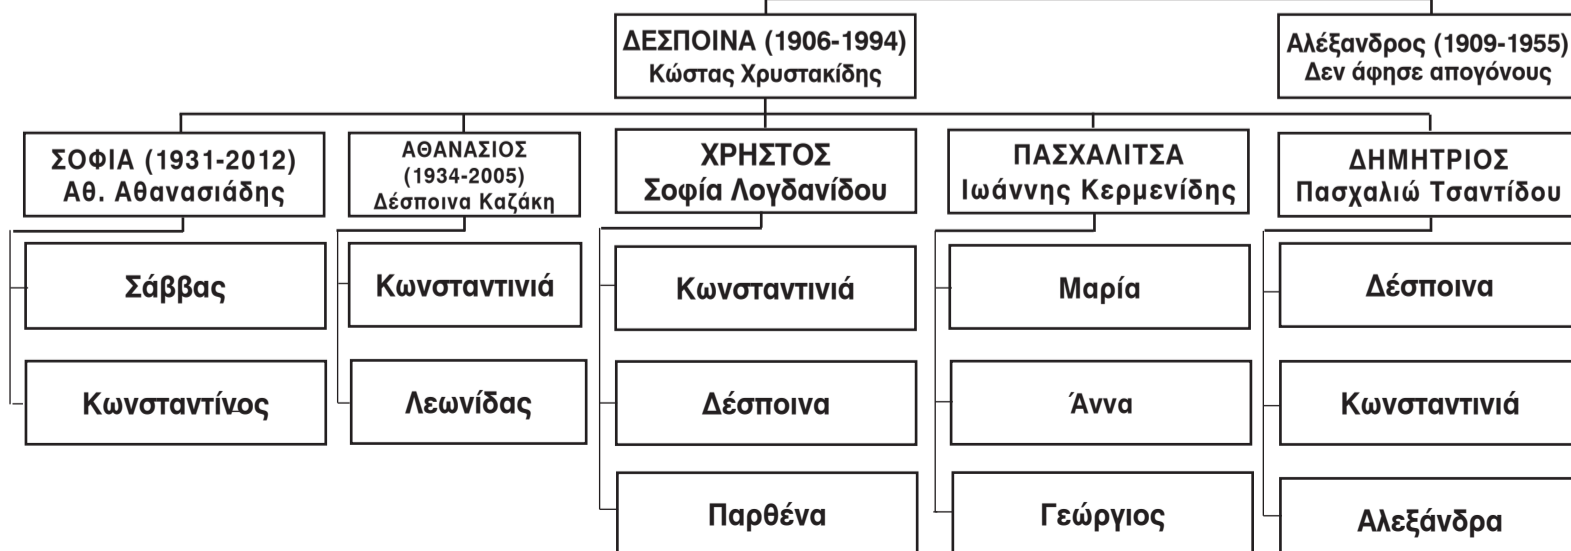 ΔΕΣΠΟΙΝΑ (1906-1994)
Κώστας Χρυστακίδης
Αλέξανδρος (1909-1955)
Δεν άφησε απογόνους
ΣΟΦΙΑ (1931-2012)
Αθ. Αθανασιάδης
ΑΘΑΝΑΣΙΟΣ
(1934-2005)
Δέσποινα Καζάκη
ΧΡΗΣΤΟΣ
Σοφία Λογδανίδου
ΠΑΣΧΑΛΙΤΣΑ
Ιωάννης Κερμενίδης
ΔΗΜΗΤΡΙΟΣ
Πασχαλιώ Τσαντίδου
Σάββας
Κωνσταντίνος
Κωνσταντινιά
Λεωνίδας
Κωνσταντινιά
Δέσποινα
Παρθένα
Μαρία
Άννα
Γεώργιος
Δέσποινα
Κωνσταντινιά
Αλεξάνδρα